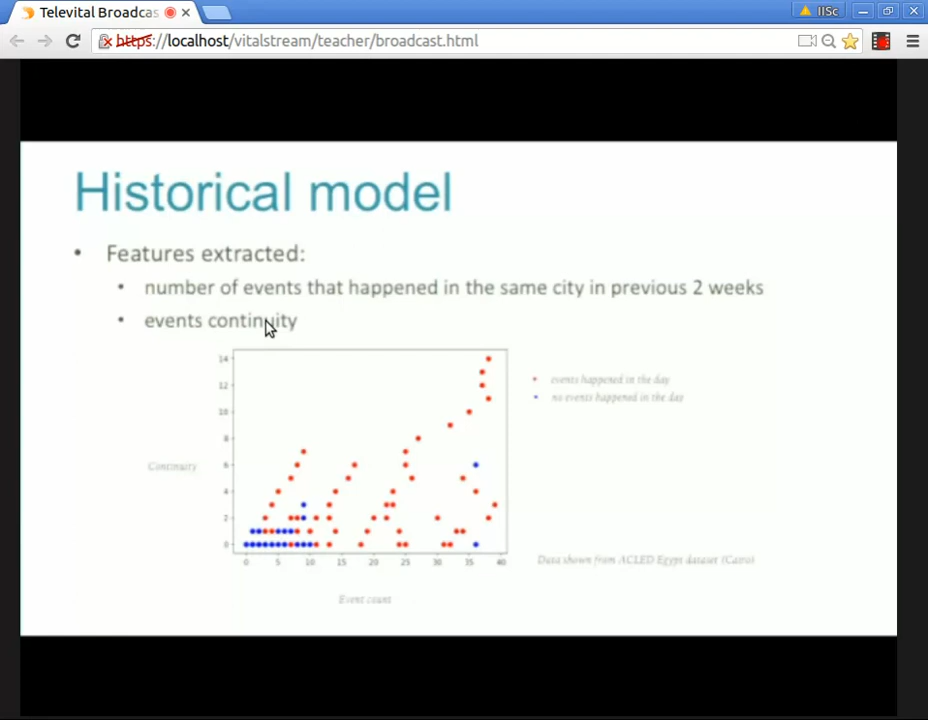 Televital Broadcas
IISc
https://localhost/vitalstream/teacher/broadcast.html
Historical model
• Features extracted:
• number of events that happened in the same city in previous 2 weeks
• events continuity
14
12
10
8
6
4
2
0
0 5 10 15 20 25 30 35 40
Continuity
Event count
events happened in the day
no events happened in the day
Data shown from ACLED Egypt dataset (Cairo)